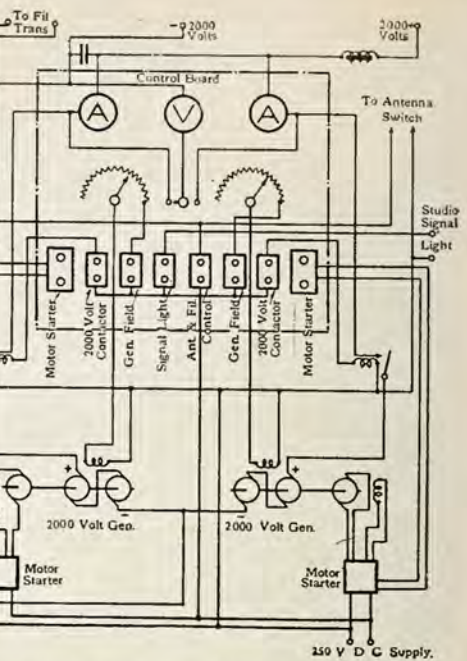 To Fil
Trans
- 2000
Volts
2000 +
Volts
Control Board
A
V
A
To Antenna
Switch
Studio
Signal
Light
Motor Starter
2000 Volt
Contactor
Gen. Field
Signal Light
Ant. & Fil.
Control
Gen. Field
2000 Volt
Contactor
Motor Starter
+
+
-
-
2000 Volt Gen.
2000 Volt Gen.
Motor
Starter
Motor
Starter
250 V D C Supply.